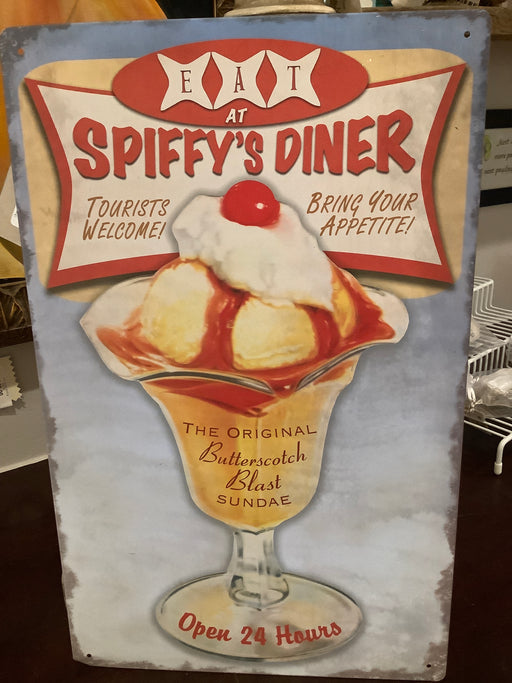 EAT
AT
SPIFFY'S DINER
TOURISTS
WELCOME!
BRING YOUR
APPETITE!
THE ORIGINAL
Butterscotch
Blast
SUNDAE
Open 24 Hours